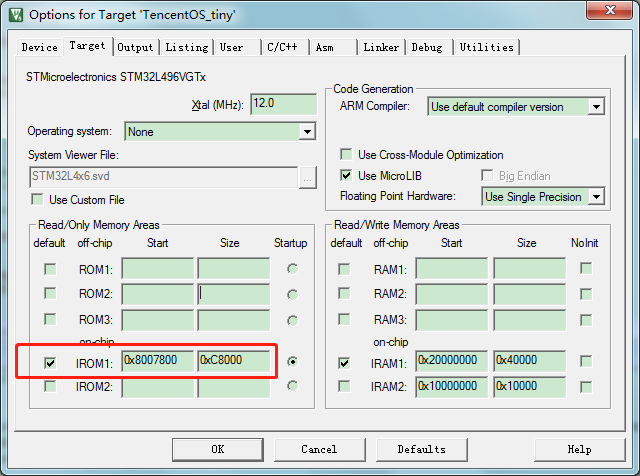 Options for Target 'TencentOS_tiny'
Device Target Output Listing User C/C++ Asm Linker Debug Utilities
STMicroelectronics STM32L496VGTx
Xtal (MHz): 12.0
Operating system: None
System Viewer File:
STM32L4x6.svd ...
Use Custom File
Code Generation
ARM Compiler: Use default compiler version
Use Cross-Module Optimization
Use MicroLIB Big Endian
Floating Point Hardware: Use Single Precision
Read/Only Memory Areas
default off-chip Start Size Startup
ROM1:
ROM2:
ROM3:
on-chip
IROM1: 0x8007800 0xC8000
IROM2:
Read/Write Memory Areas
default off-chip Start Size NoInit
RAM1:
RAM2:
RAM3:
on-chip
IRAM1: 0x20000000 0x40000
IRAM2: 0x10000000 0x10000
OK Cancel Defaults Help